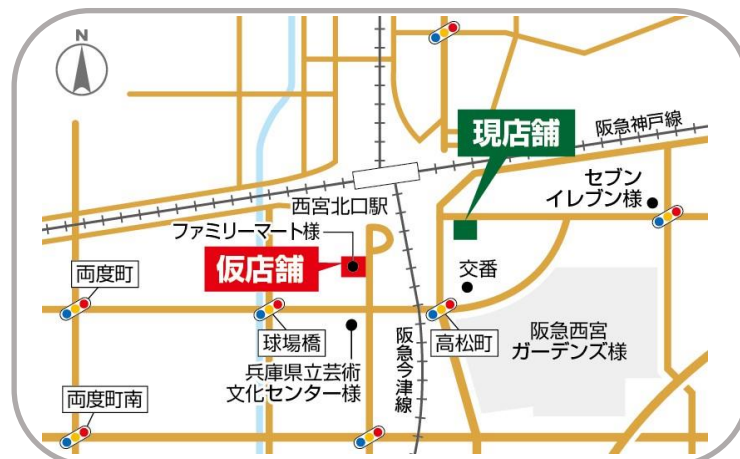 N
現店舗
阪急神戸線
セブン
イレブン様
西宮北口駅
ファミリーマート様
仮店舗
両度町
交番
球場橋
阪急今津線
高松町
阪急西宮
ガーデンズ様
兵庫県立芸術
文化センター様
両度町南